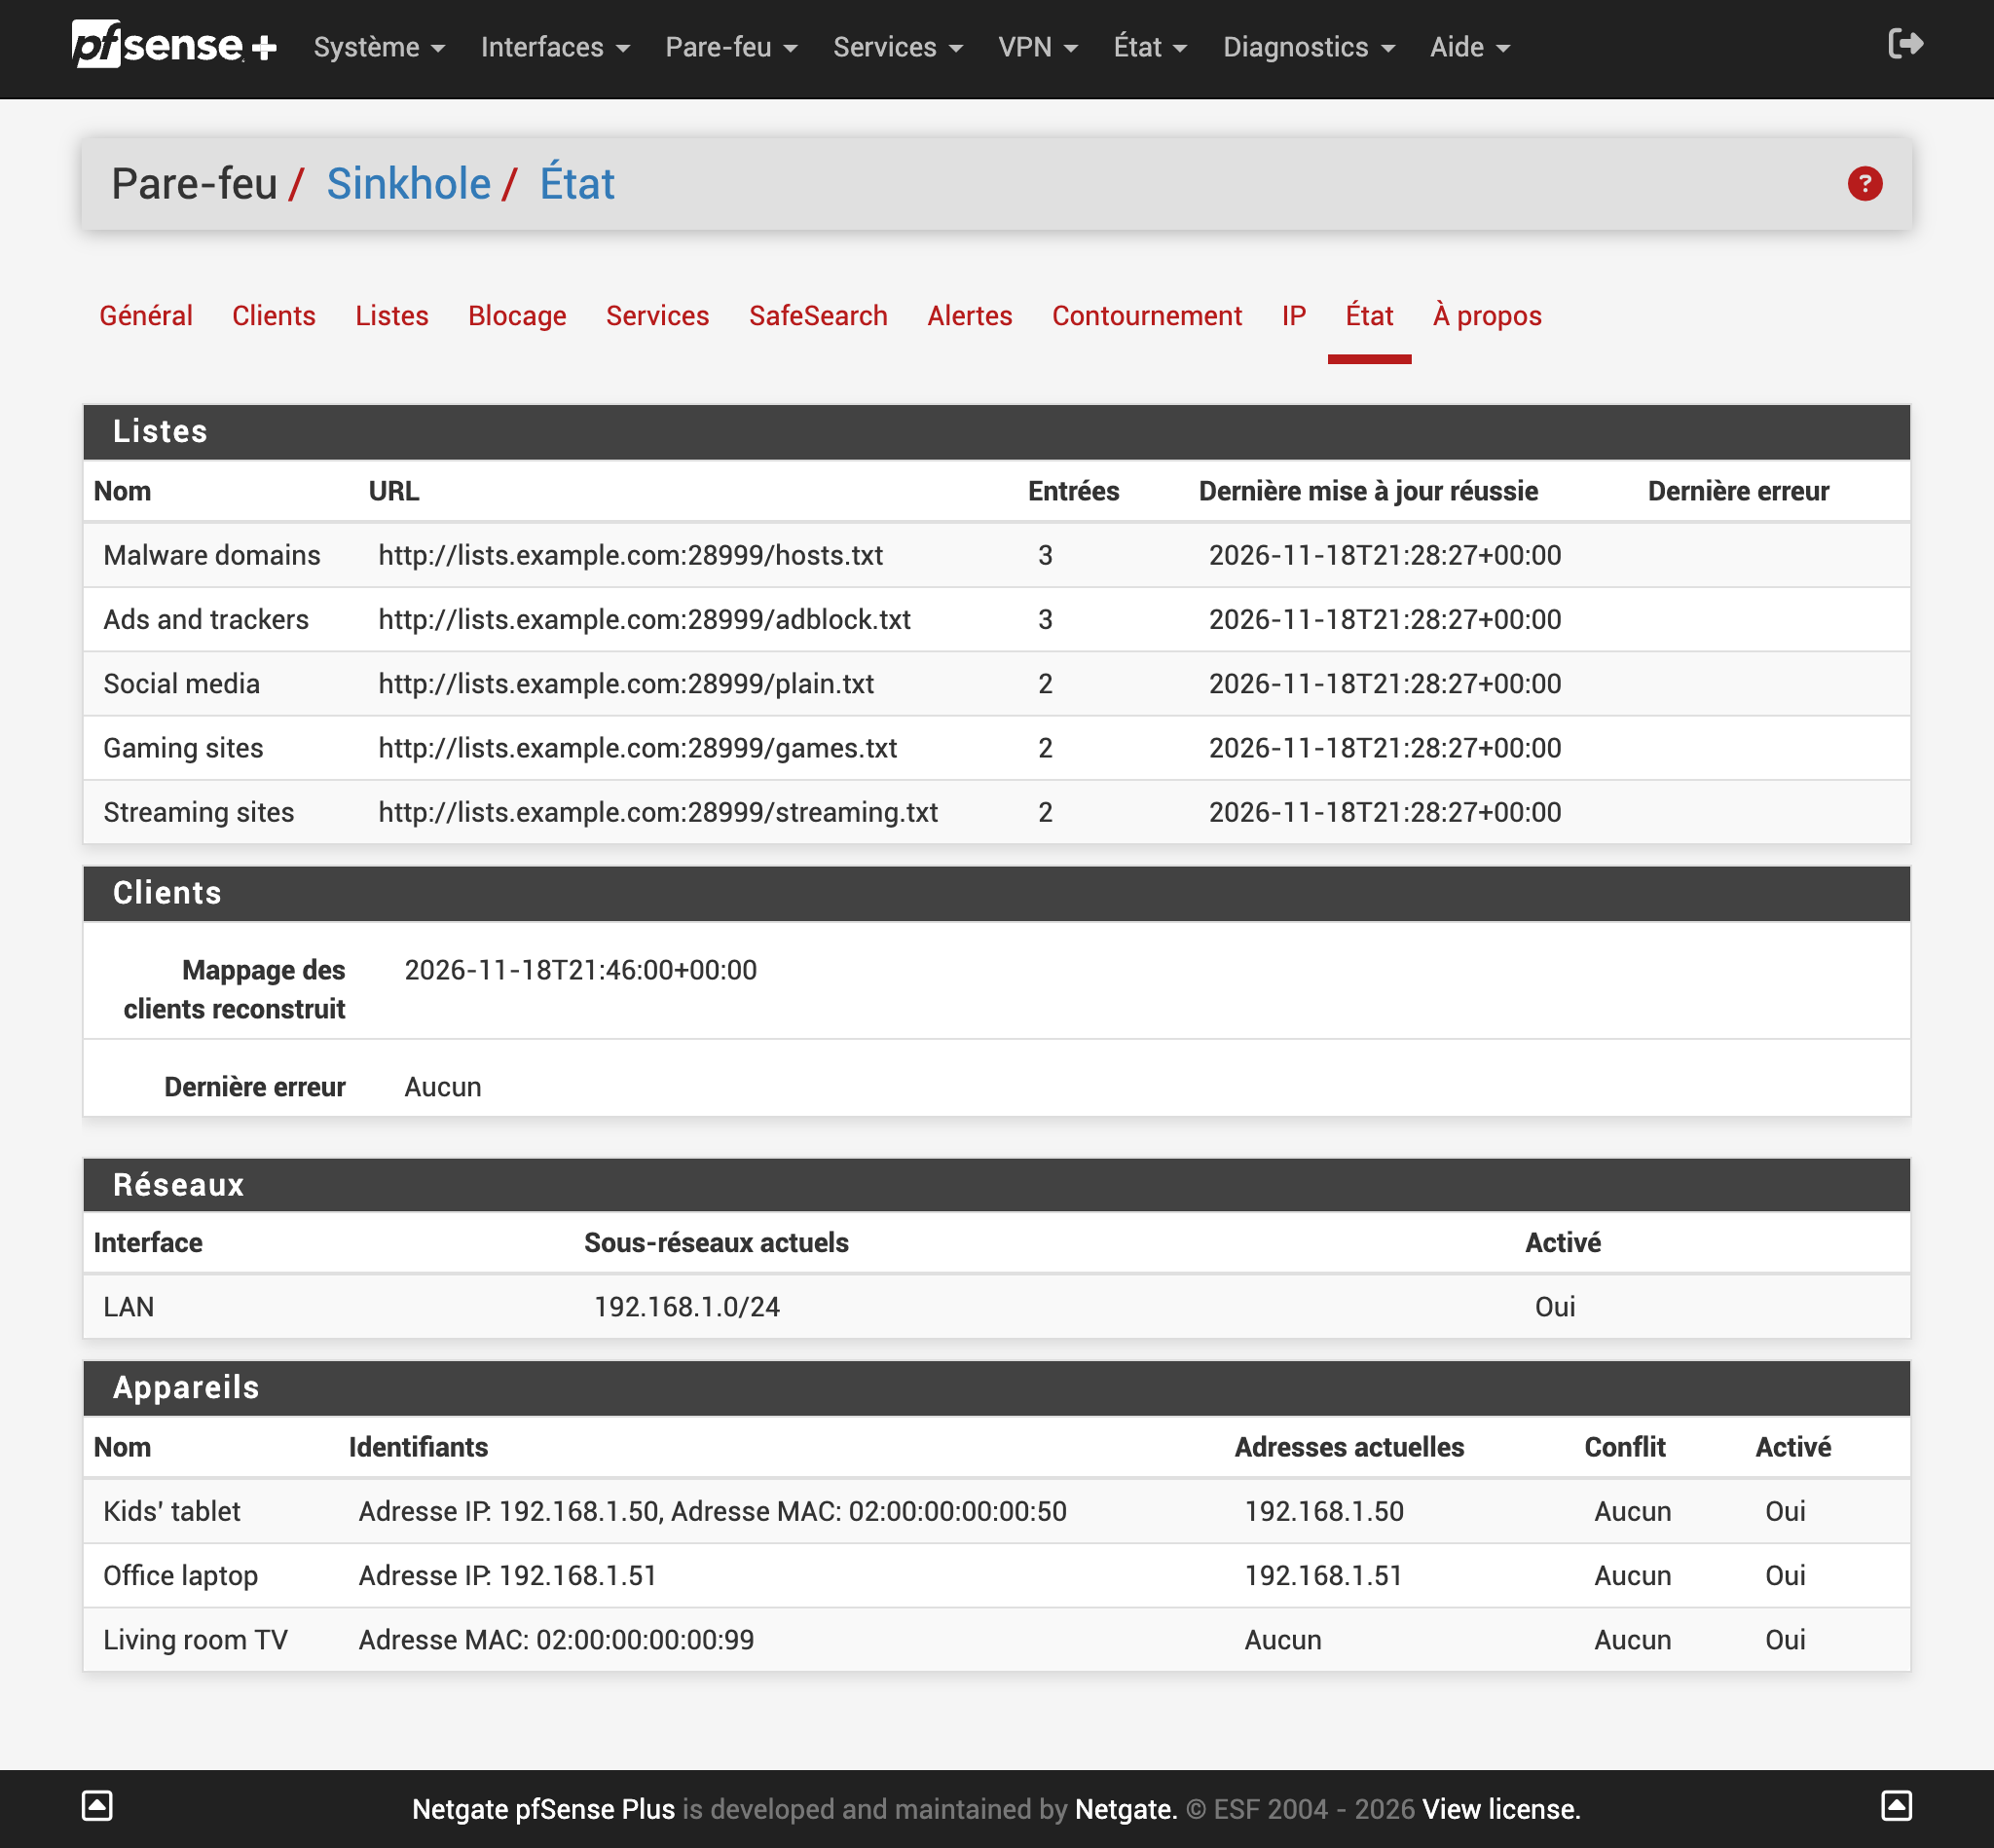 pfsense+ Système Interfaces Pare-feu Services VPN État Diagnostics Aide
Pare-feu / Sinkhole / État
?
Général Clients Listes Blocage Services SafeSearch Alertes Contournement IP État À propos
Listes
Nom URL Entrées Dernière mise à jour réussie Dernière erreur
Malware domains http://lists.example.com:28999/hosts.txt 3 2026-11-18T21:28:27+00:00
Ads and trackers http://lists.example.com:28999/adblock.txt 3 2026-11-18T21:28:27+00:00
Social media http://lists.example.com:28999/plain.txt 2 2026-11-18T21:28:27+00:00
Gaming sites http://lists.example.com:28999/games.txt 2 2026-11-18T21:28:27+00:00
Streaming sites http://lists.example.com:28999/streaming.txt 2 2026-11-18T21:28:27+00:00
Clients
Mappage des 2026-11-18T21:46:00+00:00
clients reconstruit
Dernière erreur Aucun
Réseaux
Interface Sous-réseaux actuels Activé
LAN 192.168.1.0/24 Oui
Appareils
Nom Identifiants Adresses actuelles Conflit Activé
Kids' tablet Adresse IP: 192.168.1.50, Adresse MAC: 02:00:00:00:00:50 192.168.1.50 Aucun Oui
Office laptop Adresse IP: 192.168.1.51 192.168.1.51 Aucun Oui
Living room TV Adresse MAC: 02:00:00:00:00:99 Aucun Aucun Oui
Netgate pfSense Plus is developed and maintained by Netgate. © ESF 2004 - 2026 View license.